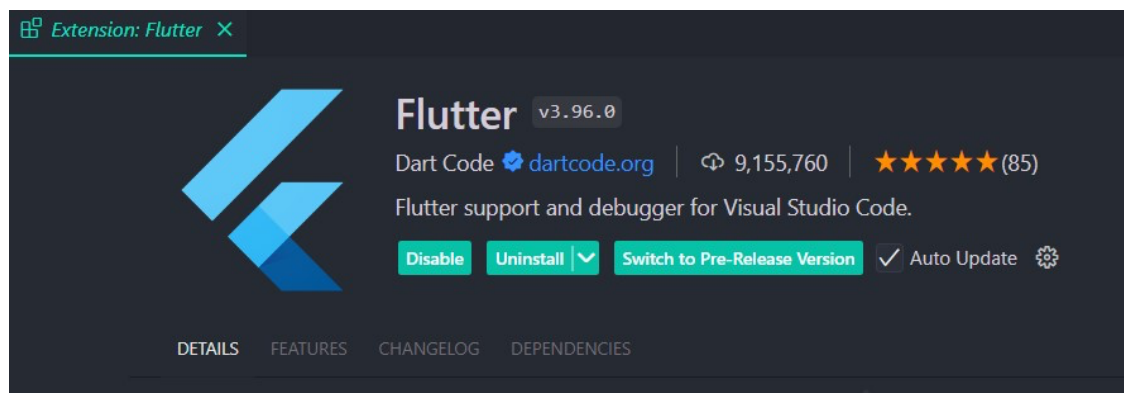 Extension: Flutter
Flutter v3.96.0
Dart Code dartcode.org 9,155,760 (85)
Flutter support and debugger for Visual Studio Code.
Disable Uninstall Switch to Pre-Release Version Auto Update
DETAILS FEATURES CHANGELOG DEPENDENCIES